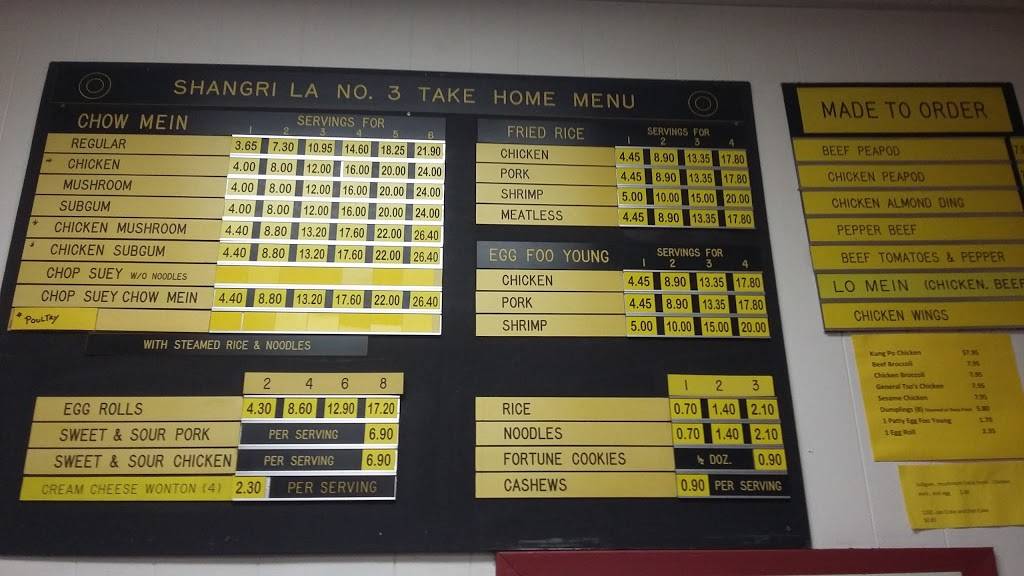 SHANGRI LA NO. 3 TAKE HOME MENU
CHOW MEIN SERVINGS FOR
1 2 3 4 5 6
REGULAR 3.65 7.30 10.95 14.60 18.25 21.90
* CHICKEN 4.00 8.00 12.00 16.00 20.00 24.00
MUSHROOM 4.00 8.00 12.00 16.00 20.00 24.00
SUBGUM 4.00 8.00 12.00 16.00 20.00 24.00
* CHICKEN MUSHROOM 4.40 8.80 13.20 17.60 22.00 26.40
* CHICKEN SUBGUM 4.40 8.80 13.20 17.60 22.00 26.40
CHOP SUEY W/O NOODLES
CHOP SUEY CHOW MEIN 4.40 8.80 13.20 17.60 22.00 26.40
* POULTRY
WITH STEAMED RICE & NOODLES
2 4 6 8
EGG ROLLS 4.30 8.60 12.90 17.20
SWEET & SOUR PORK PER SERVING 6.90
SWEET & SOUR CHICKEN PER SERVING 6.90
CREAM CHEESE WONTON (4) 2.30 PER SERVING
FRIED RICE SERVINGS FOR
1 2 3 4
CHICKEN 4.45 8.90 13.35 17.80
PORK 4.45 8.90 13.35 17.80
SHRIMP 5.00 10.00 15.00 20.00
MEATLESS 4.45 8.90 13.35 17.80
EGG FOO YOUNG SERVINGS FOR
1 2 3 4
CHICKEN 4.45 8.90 13.35 17.80
PORK 4.45 8.90 13.35 17.80
SHRIMP 5.00 10.00 15.00 20.00
1 2 3
RICE 0.70 1.40 2.10
NOODLES 0.70 1.40 2.10
FORTUNE COOKIES ½ DOZ. 0.90
CASHEWS 0.90 PER SERVING
MADE TO ORDER
BEEF PEAPOD
CHICKEN PEAPOD
CHICKEN ALMOND DING
PEPPER BEEF
BEEF TOMATOES & PEPPER
LO MEIN (CHICKEN, BEEF
CHICKEN WINGS
Kung Po Chicken $7.95
Beef Broccoli 7.95
Chicken Broccoli 7.95
General Tso's Chicken 7.95
Sesame Chicken 7.95
Dumplings (8) 5.80
1 Patty Egg Foo Young 1.70
1 Egg Roll 2.35